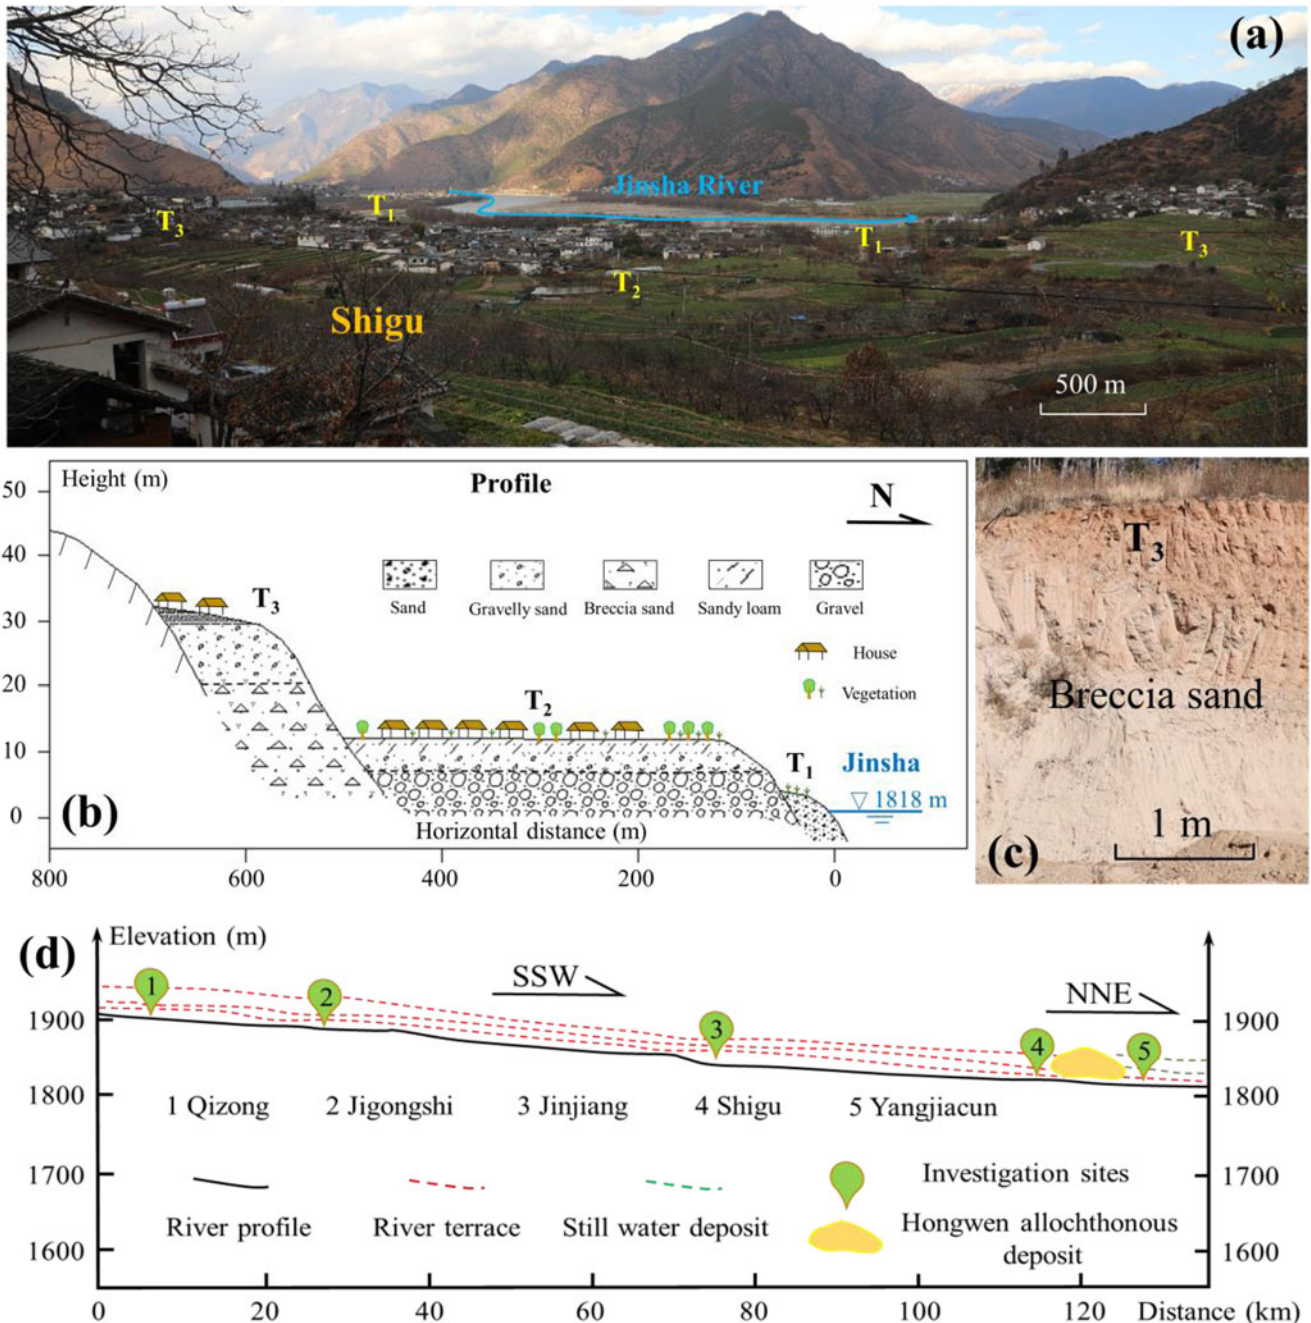 (a)
Jinsha River
T3
T1
T1
T3
T2
Shigu
500 m
Height (m)
Profile
N
50
40
30
20
10
0
T3
Sand
Gravelly sand
Breccia sand
Sandy loam
Gravel
House
Vegetation
T2
T1
Jinsha
1818 m
(b)
Horizontal distance (m)
800
600
400
200
0
T3
Breccia sand
1 m
(c)
(d)
Elevation (m)
SSW
NNE
1
2
3
4
5
1900
1800
1700
1600
1900
1800
1700
1600
1 Qizong
2 Jigongshi
3 Jinjiang
4 Shigu
5 Yangjiacun
River profile
River terrace
Still water deposit
Investigation sites
Hongwen allochthonous
deposit
0
20
40
60
80
100
120
Distance (km)